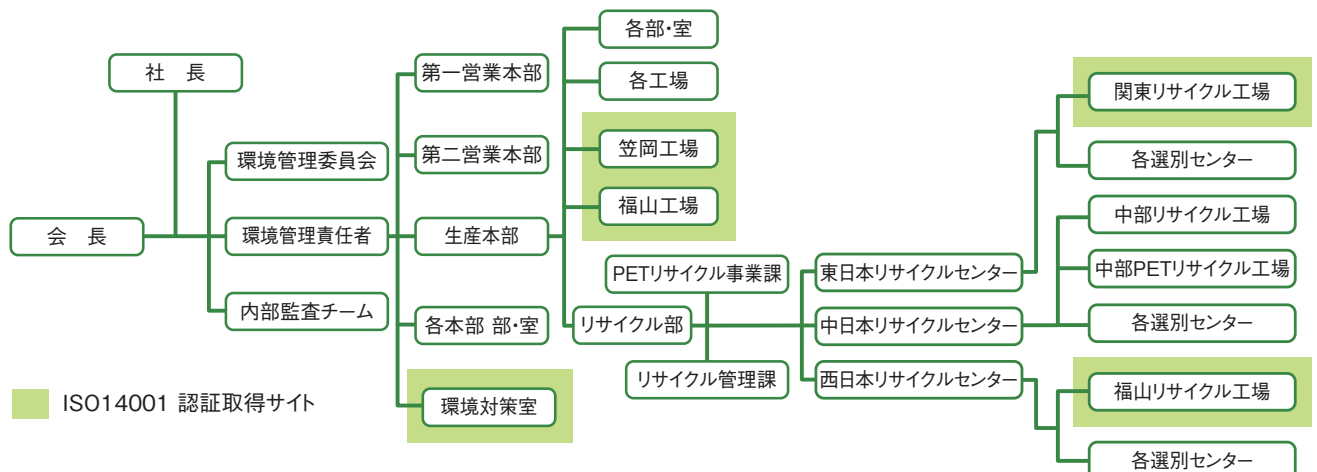 社 長
会 長
環境管理委員会
環境管理責任者
内部監査チーム
第一営業本部
第二営業本部
生産本部
各本部 部・室
環境対策室
各部・室
各工場
笠岡工場
福山工場
リサイクル部
PETリサイクル事業課
リサイクル管理課
東日本リサイクルセンター
中日本リサイクルセンター
西日本リサイクルセンター
関東リサイクル工場
各選別センター
中部リサイクル工場
中部PETリサイクル工場
各選別センター
福山リサイクル工場
各選別センター
ISO14001 認証取得サイト